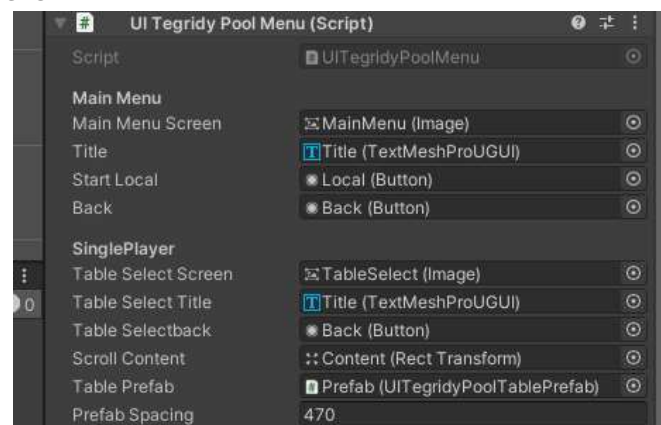 # UI Tegridy Pool Menu (Script)
Script UITegridyPoolMenu
Main Menu
Main Menu Screen MainMenu (Image)
Title Title (TextMeshProUGUI)
Start Local Local (Button)
Back Back (Button)
SinglePlayer
Table Select Screen TableSelect (Image)
Table Select Title Title (TextMeshProUGUI)
Table Selectback Back (Button)
0
Scroll Content Content (Rect Transform)
Table Prefab # Prefab (UITegridyPoolTablePrefab)
Prefab Spacing 470